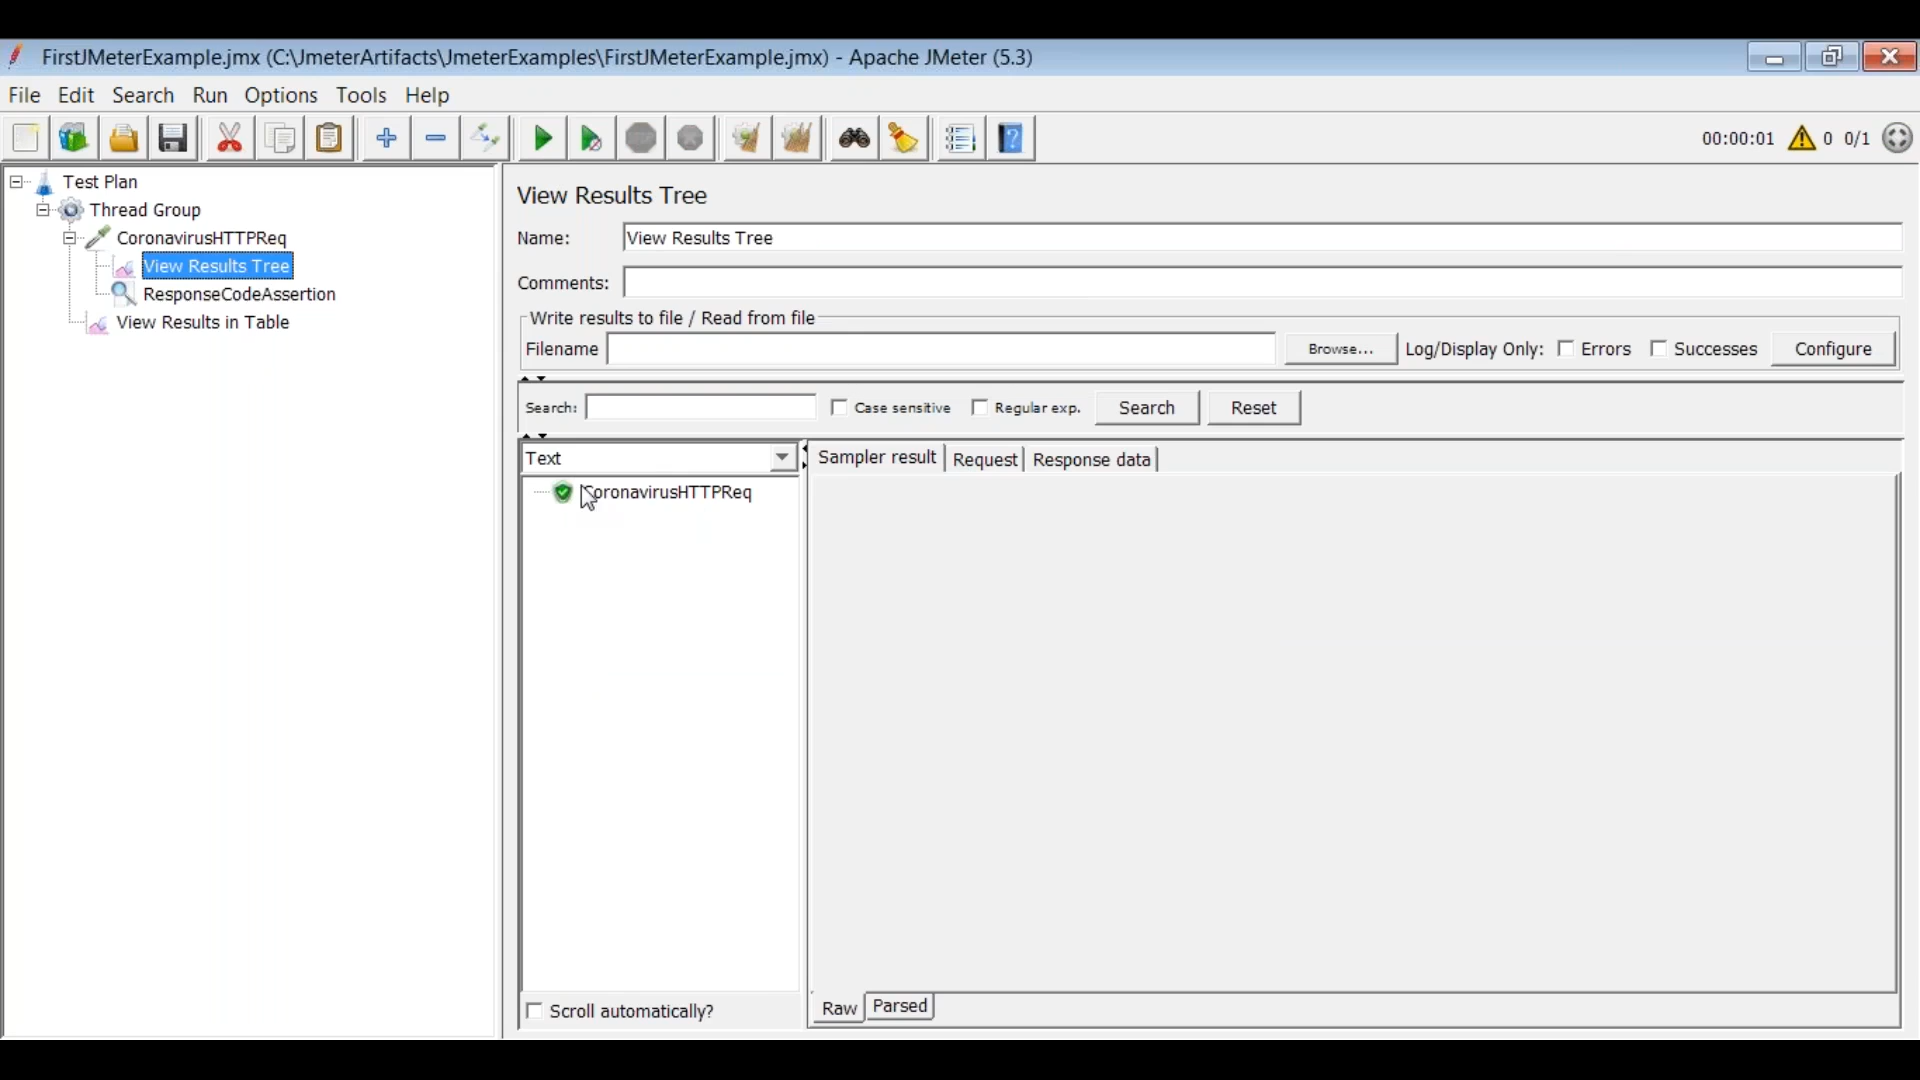 FirstJMeterExample.jmx (C:\JmeterArtifacts\JmeterExamples\FirstJMeterExample.jmx) - Apache JMeter (5.3)
File Edit Search Run Options Tools Help
00:00:01 0 0/1
Test Plan
Thread Group
CoronavirusHTTPReq
View Results Tree
ResponseCodeAssertion
View Results in Table
View Results Tree
Name: View Results Tree
Comments:
Write results to file / Read from file
Filename Browse... Log/Display Only: Errors Successes Configure
Search: Case sensitive Regular exp. Search Reset
Text
Sampler result Request Response data
CoronavirusHTTPReq
Scroll automatically?
Raw Parsed